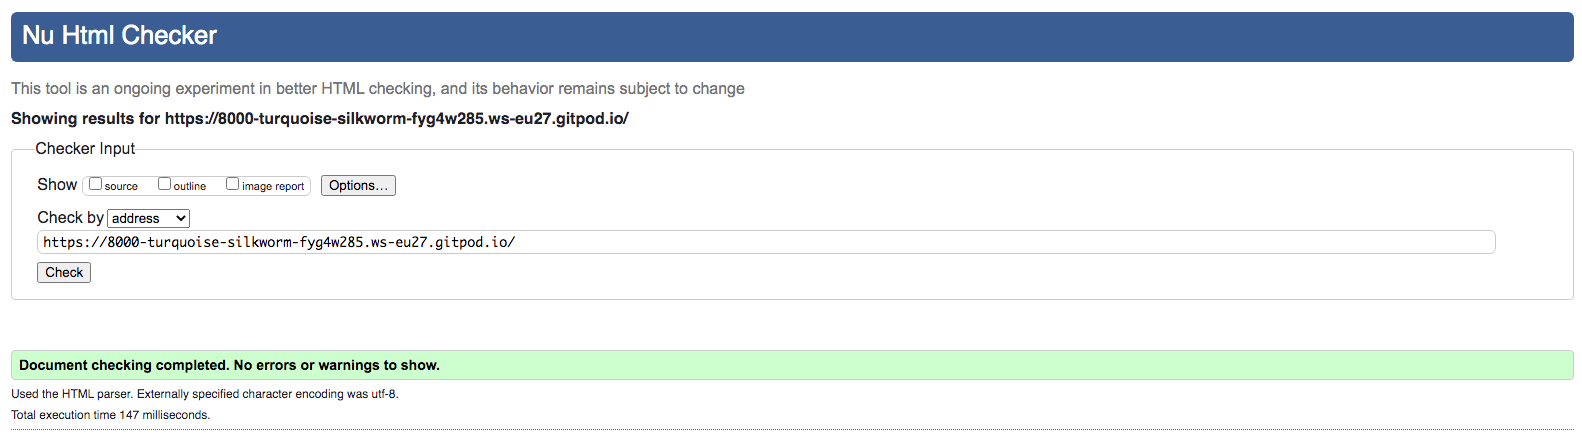 Nu Html Checker
This tool is an ongoing experiment in better HTML checking, and its behavior remains subject to change
Showing results for https://8000-turquoise-silkworm-fyg4w285.ws-eu27.gitpod.io/
Checker Input
Show source outline image report Options...
Check by address
https://8000-turquoise-silkworm-fyg4w285.ws-eu27.gitpod.io/
Check
Document checking completed. No errors or warnings to show.
Used the HTML parser. Externally specified character encoding was utf-8.
Total execution time 147 milliseconds.